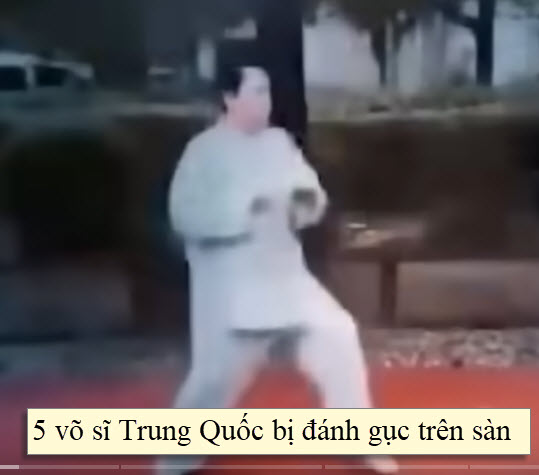 5 võ sĩ Trung Quốc bị đánh gục trên sàn